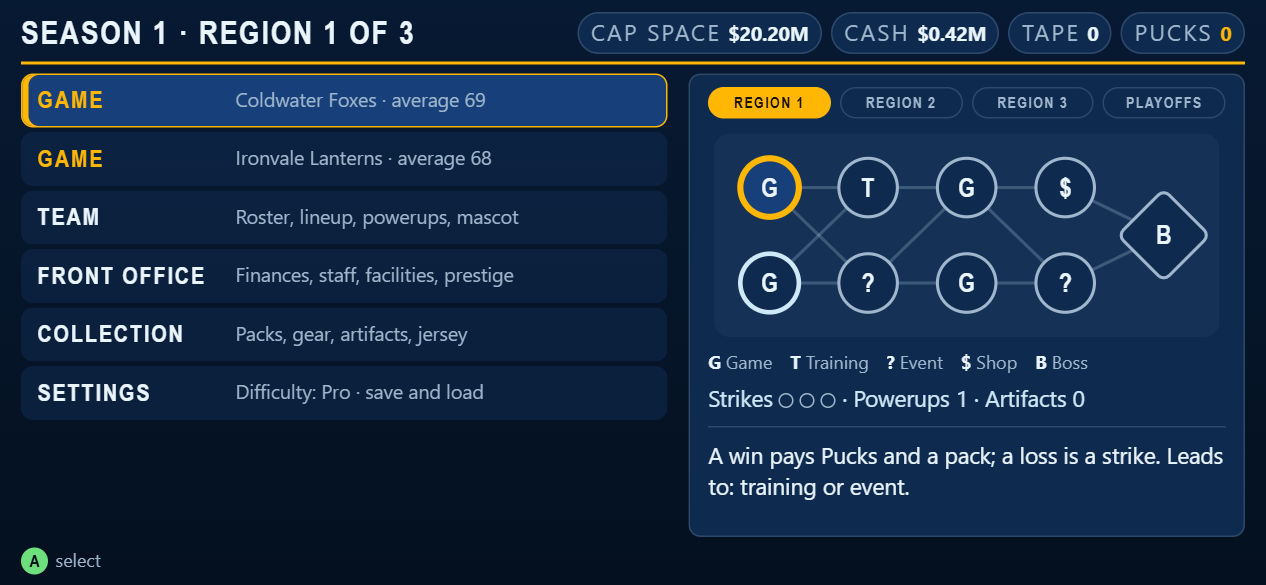 SEASON 1 · REGION 1 OF 3
CAP SPACE $20.20M
CASH $0.42M
TAPE 0
PUCKS 0
GAME Coldwater Foxes · average 69
GAME Ironvale Lanterns · average 68
TEAM Roster, lineup, powerups, mascot
FRONT OFFICE Finances, staff, facilities, prestige
COLLECTION Packs, gear, artifacts, jersey
SETTINGS Difficulty: Pro · save and load
REGION 1 REGION 2 REGION 3 PLAYOFFS
G T G $
B
G ? G ?
G Game T Training ? Event $ Shop B Boss
Strikes ○ ○ ○ · Powerups 1 · Artifacts 0
A win pays Pucks and a pack; a loss is a strike. Leads
to: training or event.
A select